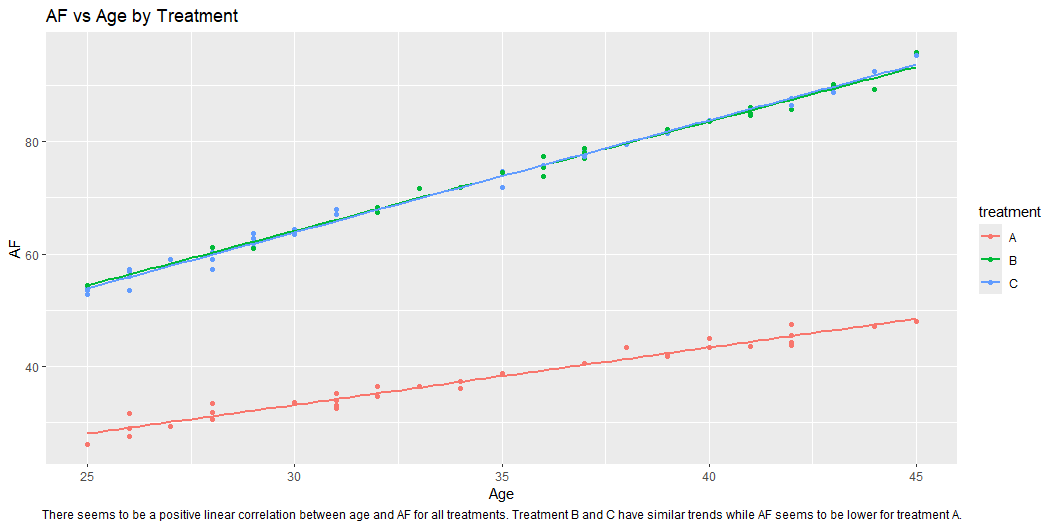 AF vs Age by Treatment
AF
80
60
40
25 30 35 40 45
Age
treatment
A
B
C
There seems to be a positive linear correlation between age and AF for all treatments. Treatment B and C have similar trends while AF seems to be lower for treatment A.